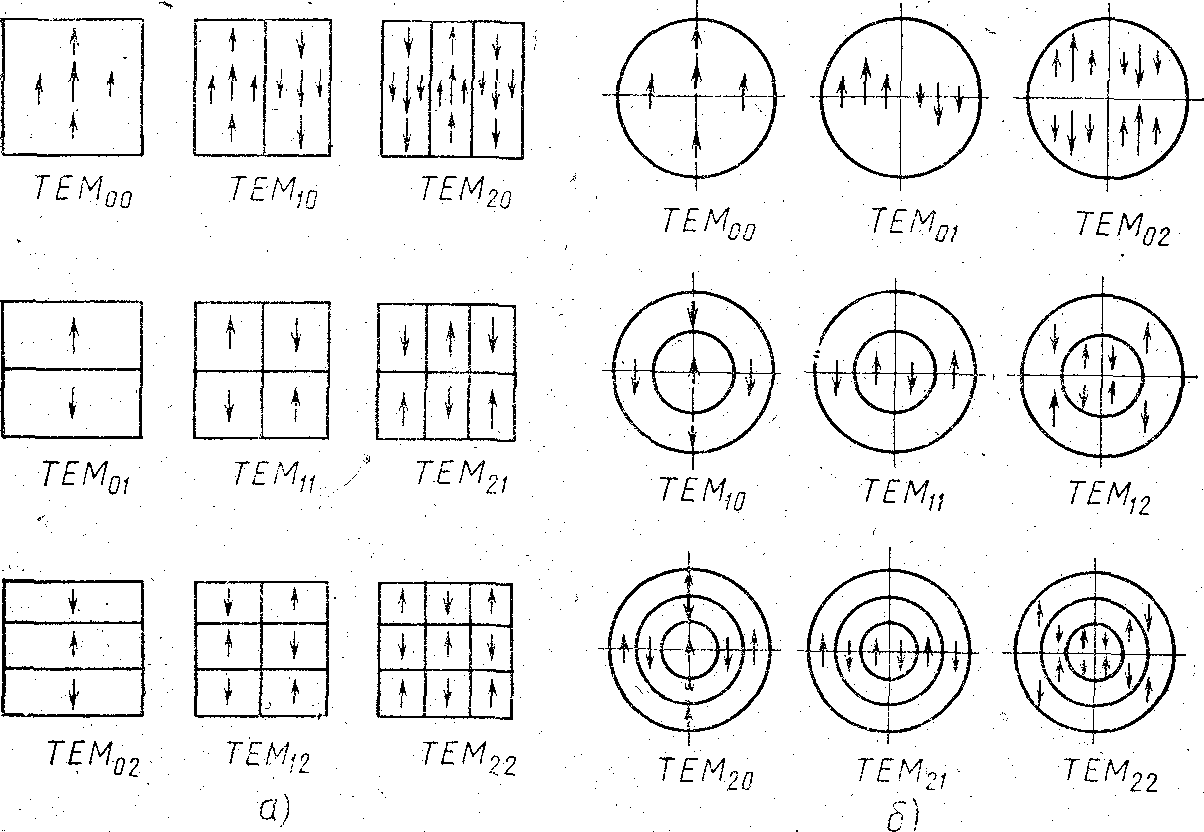 TEM₀₀ TEM₁₀ TEM₂₀ TEM₀₀ TEM₀₁ TEM₀₂
TEM₀₁ TEM₁₁ TEM₂₁ TEM₁₀ TEM₁₁ TEM₁₂
TEM₀₂ TEM₁₂ TEM₂₂ TEM₂₀ TEM₂₁ TEM₂₂
а) б)